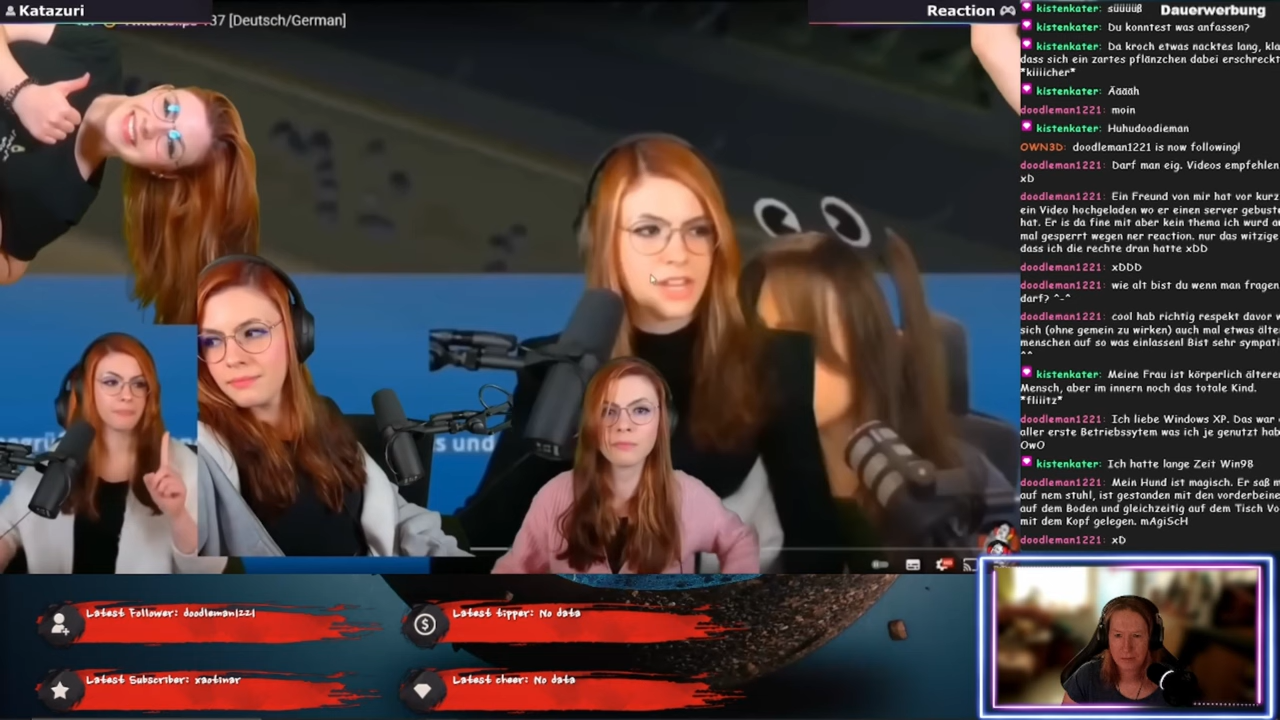 Katazuri
37 [Deutsch/German]
Reaction
kistenkater: süüüüß
Dauerwerbung
kistenkater: Du konntest was anfassen?
kistenkater: Da kroch etwas nacktes lang, kla
dass sich ein zartes pflänzchen dabei erschreckt
*kiiiicher*
kistenkater: Äääähh
doodleman1221: moin
kistenkater: Huhudoodieman
OWN3D: doodleman1221 is now following!
doodleman1221: Darf man eig. Videos empfehlen
xD
doodleman1221: Ein Freund von mir hat vor kurz
ein Video hochgeladen wo er einen server gebust
hat. Er is da fine mit aber kein thema ich wurd a
mal gesperrt wegen ner reaction. nur das witzige
dass ich die rechte dran hatte xDD
doodleman1221: xDDD
doodleman1221: wie alt bist du wenn man fragen
darf? ^-^
doodleman1221: cool hab richtig respekt davor w
sich (ohne gemein zu wirken) auch mal etwas älte
menschen auf so was einlassen! Bist sehr sympati
^^
kistenkater: Meine Frau ist körperlich älterer
Mensch, aber im innern noch das totale Kind.
*fliiitz*
doodleman1221: Ich liebe Windows XP. Das war
aller erste Betriebssytem was ich je genutzt hab
OwO
kistenkater: Ich hatte lange Zeit Win98
doodleman1221: Mein Hund ist magisch. Er saß m
auf nem stuhl, ist gestanden mit den vorderbeine
auf dem Boden und gleichzeitig auf dem Tisch Vo
mit dem Kopf gelegen. mAgiScH
doodleman1221: xD
s und
Latest Follower: doodleman1221
Latest tipper: No data
Latest Subscriber: xaotinar
Latest cheer: No data